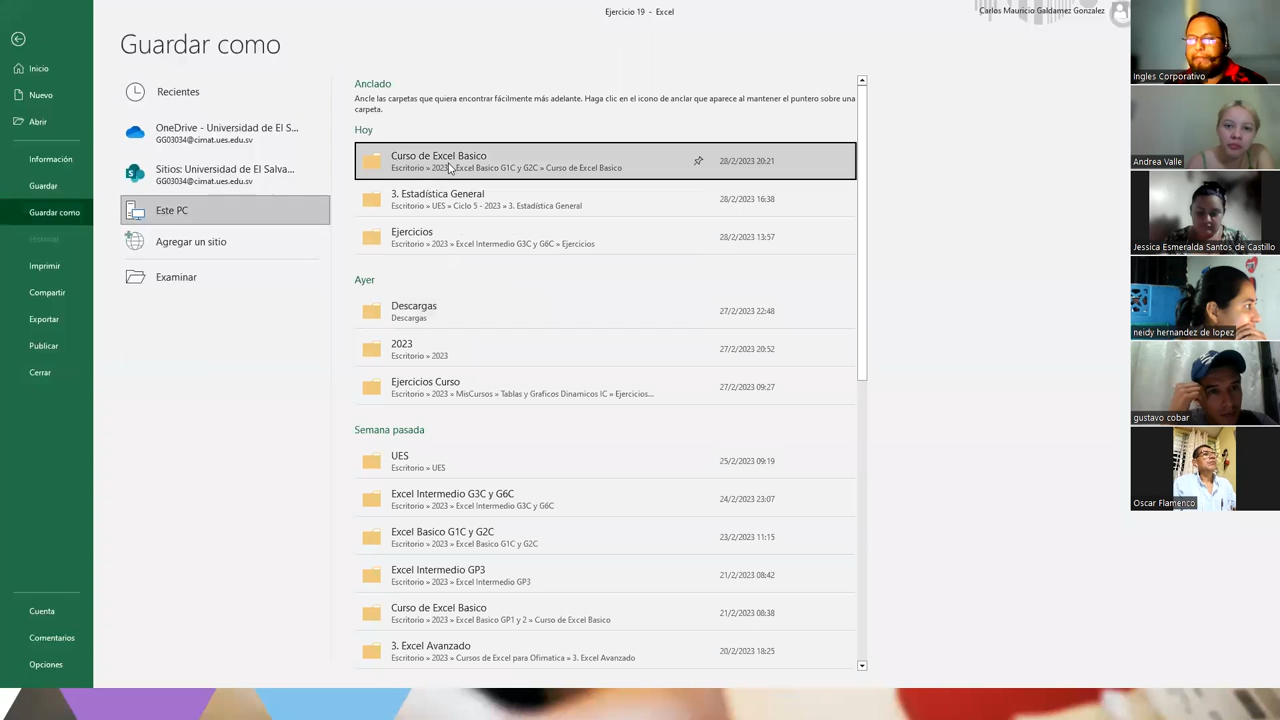 Ejercicio 19 - Excel
Carlos Mauricio Galdamez Gonzalez
Guardar como
Inicio
Nuevo
Abrir
Información
Guardar
Guardar como
Historial
Imprimir
Compartir
Exportar
Publicar
Cerrar
Cuenta
Comentarios
Opciones
Recientes
OneDrive - Universidad de El S...
GG03034@cimat.ues.edu.sv
Sitios: Universidad de El Salva...
GG03034@cimat.ues.edu.sv
Este PC
Agregar un sitio
Examinar
Anclado
Ancle las carpetas que quiera encontrar fácilmente más adelante. Haga clic en el icono de anclar que aparece al mantener el puntero sobre una
carpeta.
Hoy
Curso de Excel Basico
Escritorio » 2023 » Excel Basico G1C y G2C » Curso de Excel Basico
28/2/2023 20:21
3. Estadística General
Escritorio » UES » Ciclo 5 - 2023 » 3. Estadística General
28/2/2023 16:38
Ejercicios
Escritorio » 2023 » Excel Intermedio G3C y G6C » Ejercicios
28/2/2023 13:57
Ayer
Descargas
Descargas
27/2/2023 22:48
2023
Escritorio » 2023
27/2/2023 20:52
Ejercicios Curso
Escritorio » 2023 » MisCursos » Tablas y Graficos Dinamicos IC » Ejercicios...
27/2/2023 09:27
Semana pasada
UES
Escritorio » UES
25/2/2023 09:19
Excel Intermedio G3C y G6C
Escritorio » 2023 » Excel Intermedio G3C y G6C
24/2/2023 23:07
Excel Basico G1C y G2C
Escritorio » 2023 » Excel Basico G1C y G2C
23/2/2023 11:15
Excel Intermedio GP3
Escritorio » 2023 » Excel Intermedio GP3
21/2/2023 08:42
Curso de Excel Basico
Escritorio » 2023 » Excel Basico GP1 y 2 » Curso de Excel Basico
21/2/2023 08:38
3. Excel Avanzado
Escritorio » 2023 » Cursos de Excel para Ofimatica » 3. Excel Avanzado
20/2/2023 18:25
Ingles Corporativo
Andrea Valle
Jessica Esmeralda Santos de Castillo
neidy hernandez de lopez
gustavo cobar
Oscar Flamenco